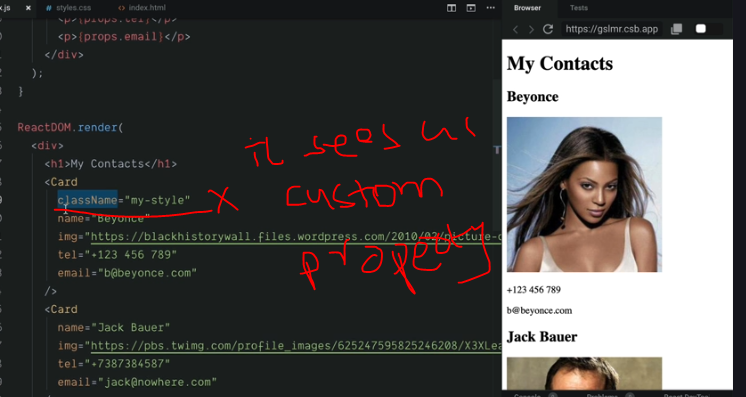 x.js × # styles.css <> index.html
<p>{props.tel}</p>
<p>{props.email}</p>
</div>
);
}
ReactDOM.render(
<div>
<h1>My Contacts</h1>
<Card
className="my-style"
name="Beyonce"
img="https://blackhistorywall.files.wordpress.com/2010/02/picture-
tel="+123 456 789"
email="b@beyonce.com"
/>
<Card
name="Jack Bauer"
img="https://pbs.twimg.com/profile_images/625247595825246208/X3XLea
tel="+7387384587"
email="jack@nowhere.com"
it sees as
x custom
property
Browser Tests
https://gslmr.csb.app
My Contacts
Beyonce
+123 456 789
b@beyonce.com
Jack Bauer
Console Problems React DevTools